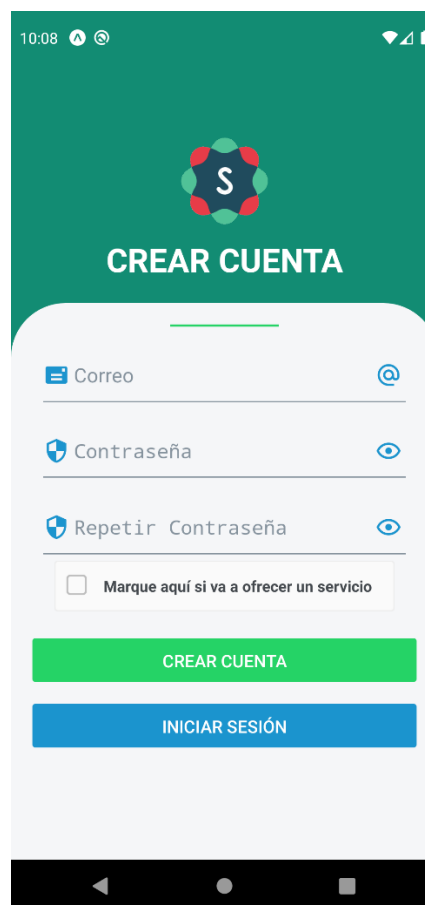 10:08
S
CREAR CUENTA
Correo
Contraseña
Repetir Contraseña
Marque aquí si va a ofrecer un servicio
CREAR CUENTA
INICIAR SESIÓN